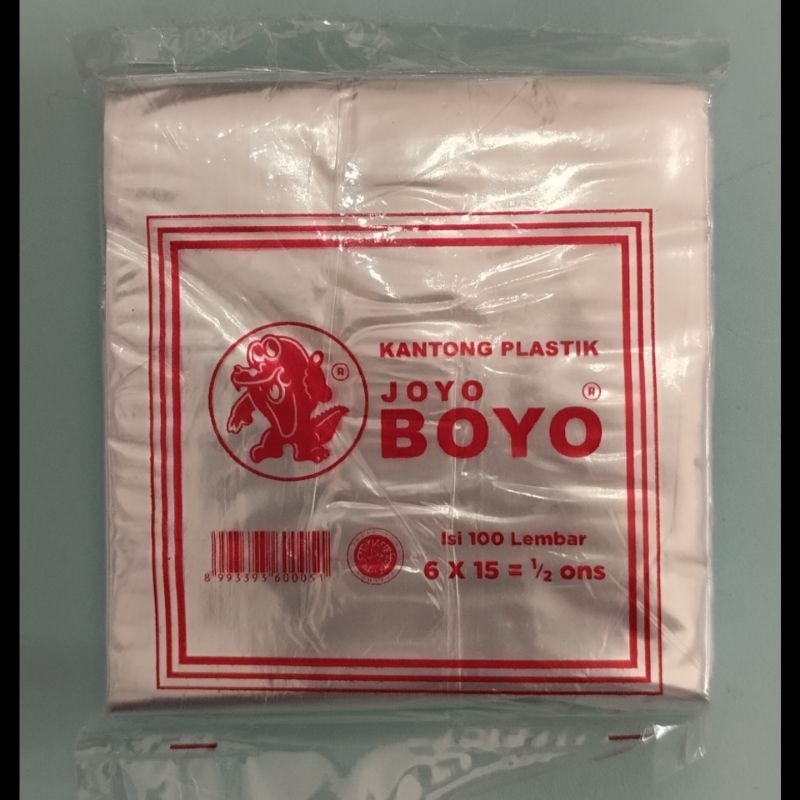 KANTONG PLASTIK
®
JOYO ®
BOYO
Isi 100 Lembar
6 X 15 = ½ ons
8 993393 600051